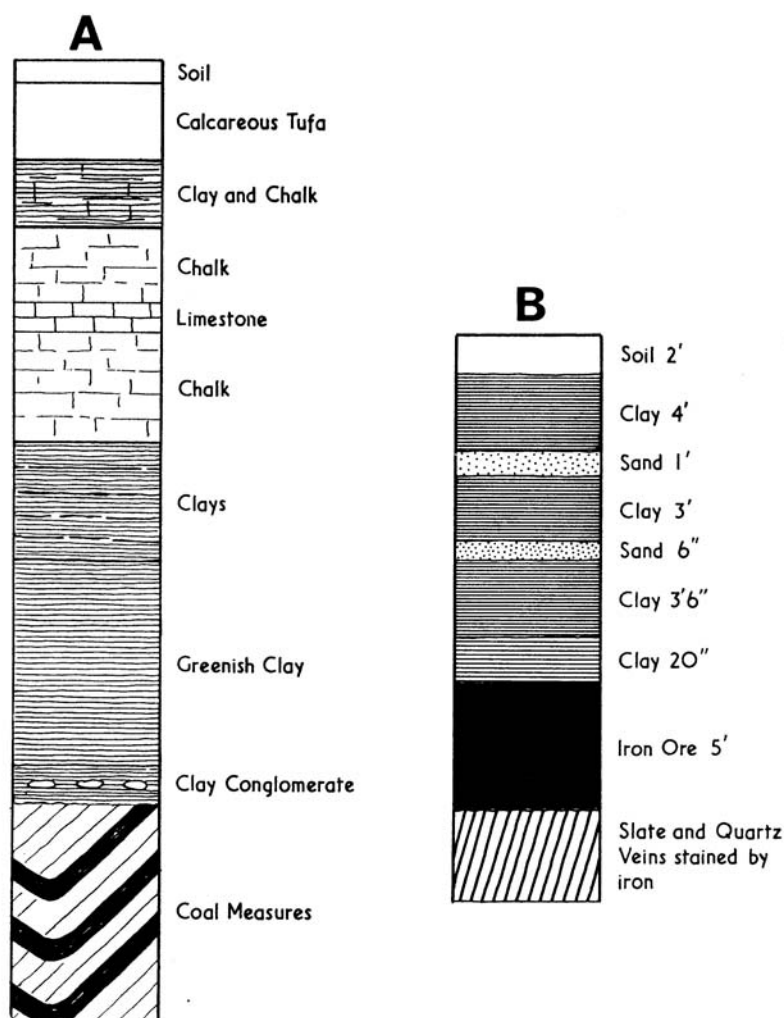 A
Soil
Calcareous Tufa
Clay and Chalk
Chalk
Limestone
Chalk
Clays
Greenish Clay
Clay Conglomerate
Coal Measures
B
Soil 2'
Clay 4'
Sand 1'
Clay 3'
Sand 6"
Clay 3'6"
Clay 20"
Iron Ore 5'
Slate and Quartz
Veins stained by
iron